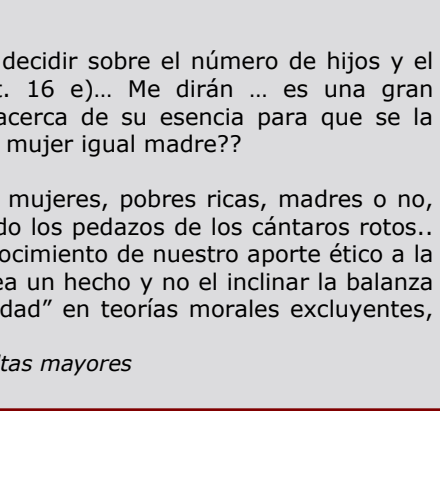 decidir sobre el número de hijos y el
. 16 e)… Me dirán … es una gran
acerca de su esencia para que se la
mujer igual madre??
mujeres, pobres ricas, madres o no,
do los pedazos de los cántaros rotos..
ocimiento de nuestro aporte ético a la
ea un hecho y no el inclinar la balanza
dad” en teorías morales excluyentes,
tas mayores